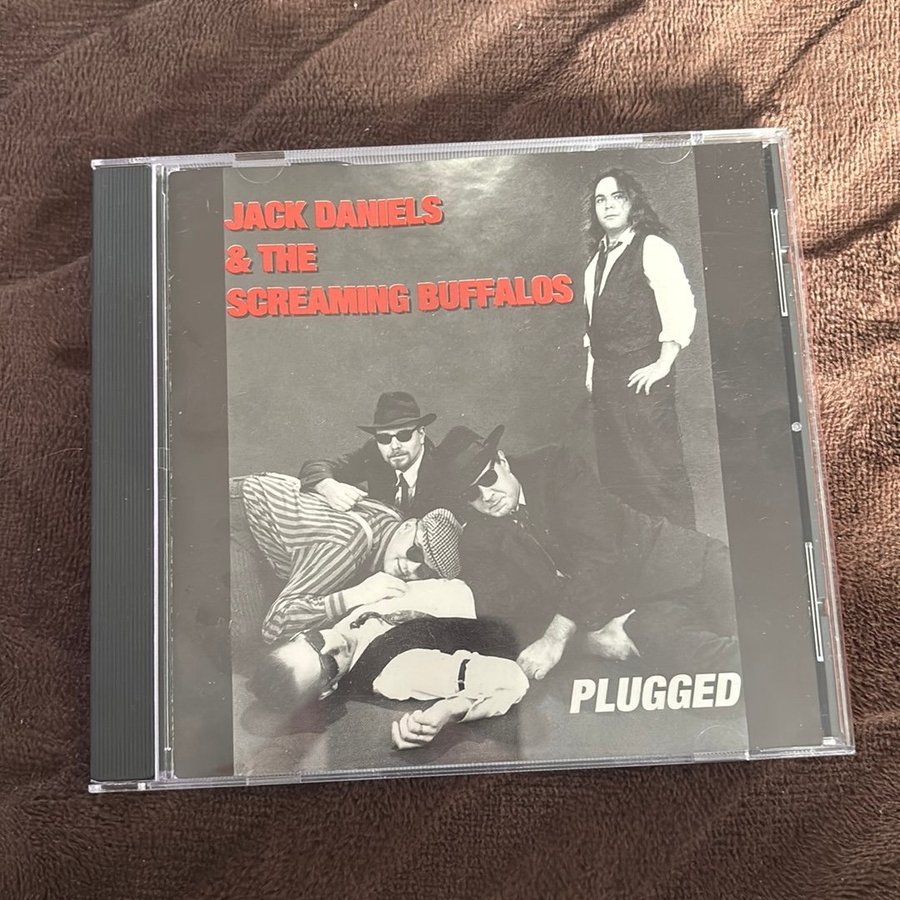 JACK DANIELS
& THE
SCREAMING BUFFALOS
PLUGGED